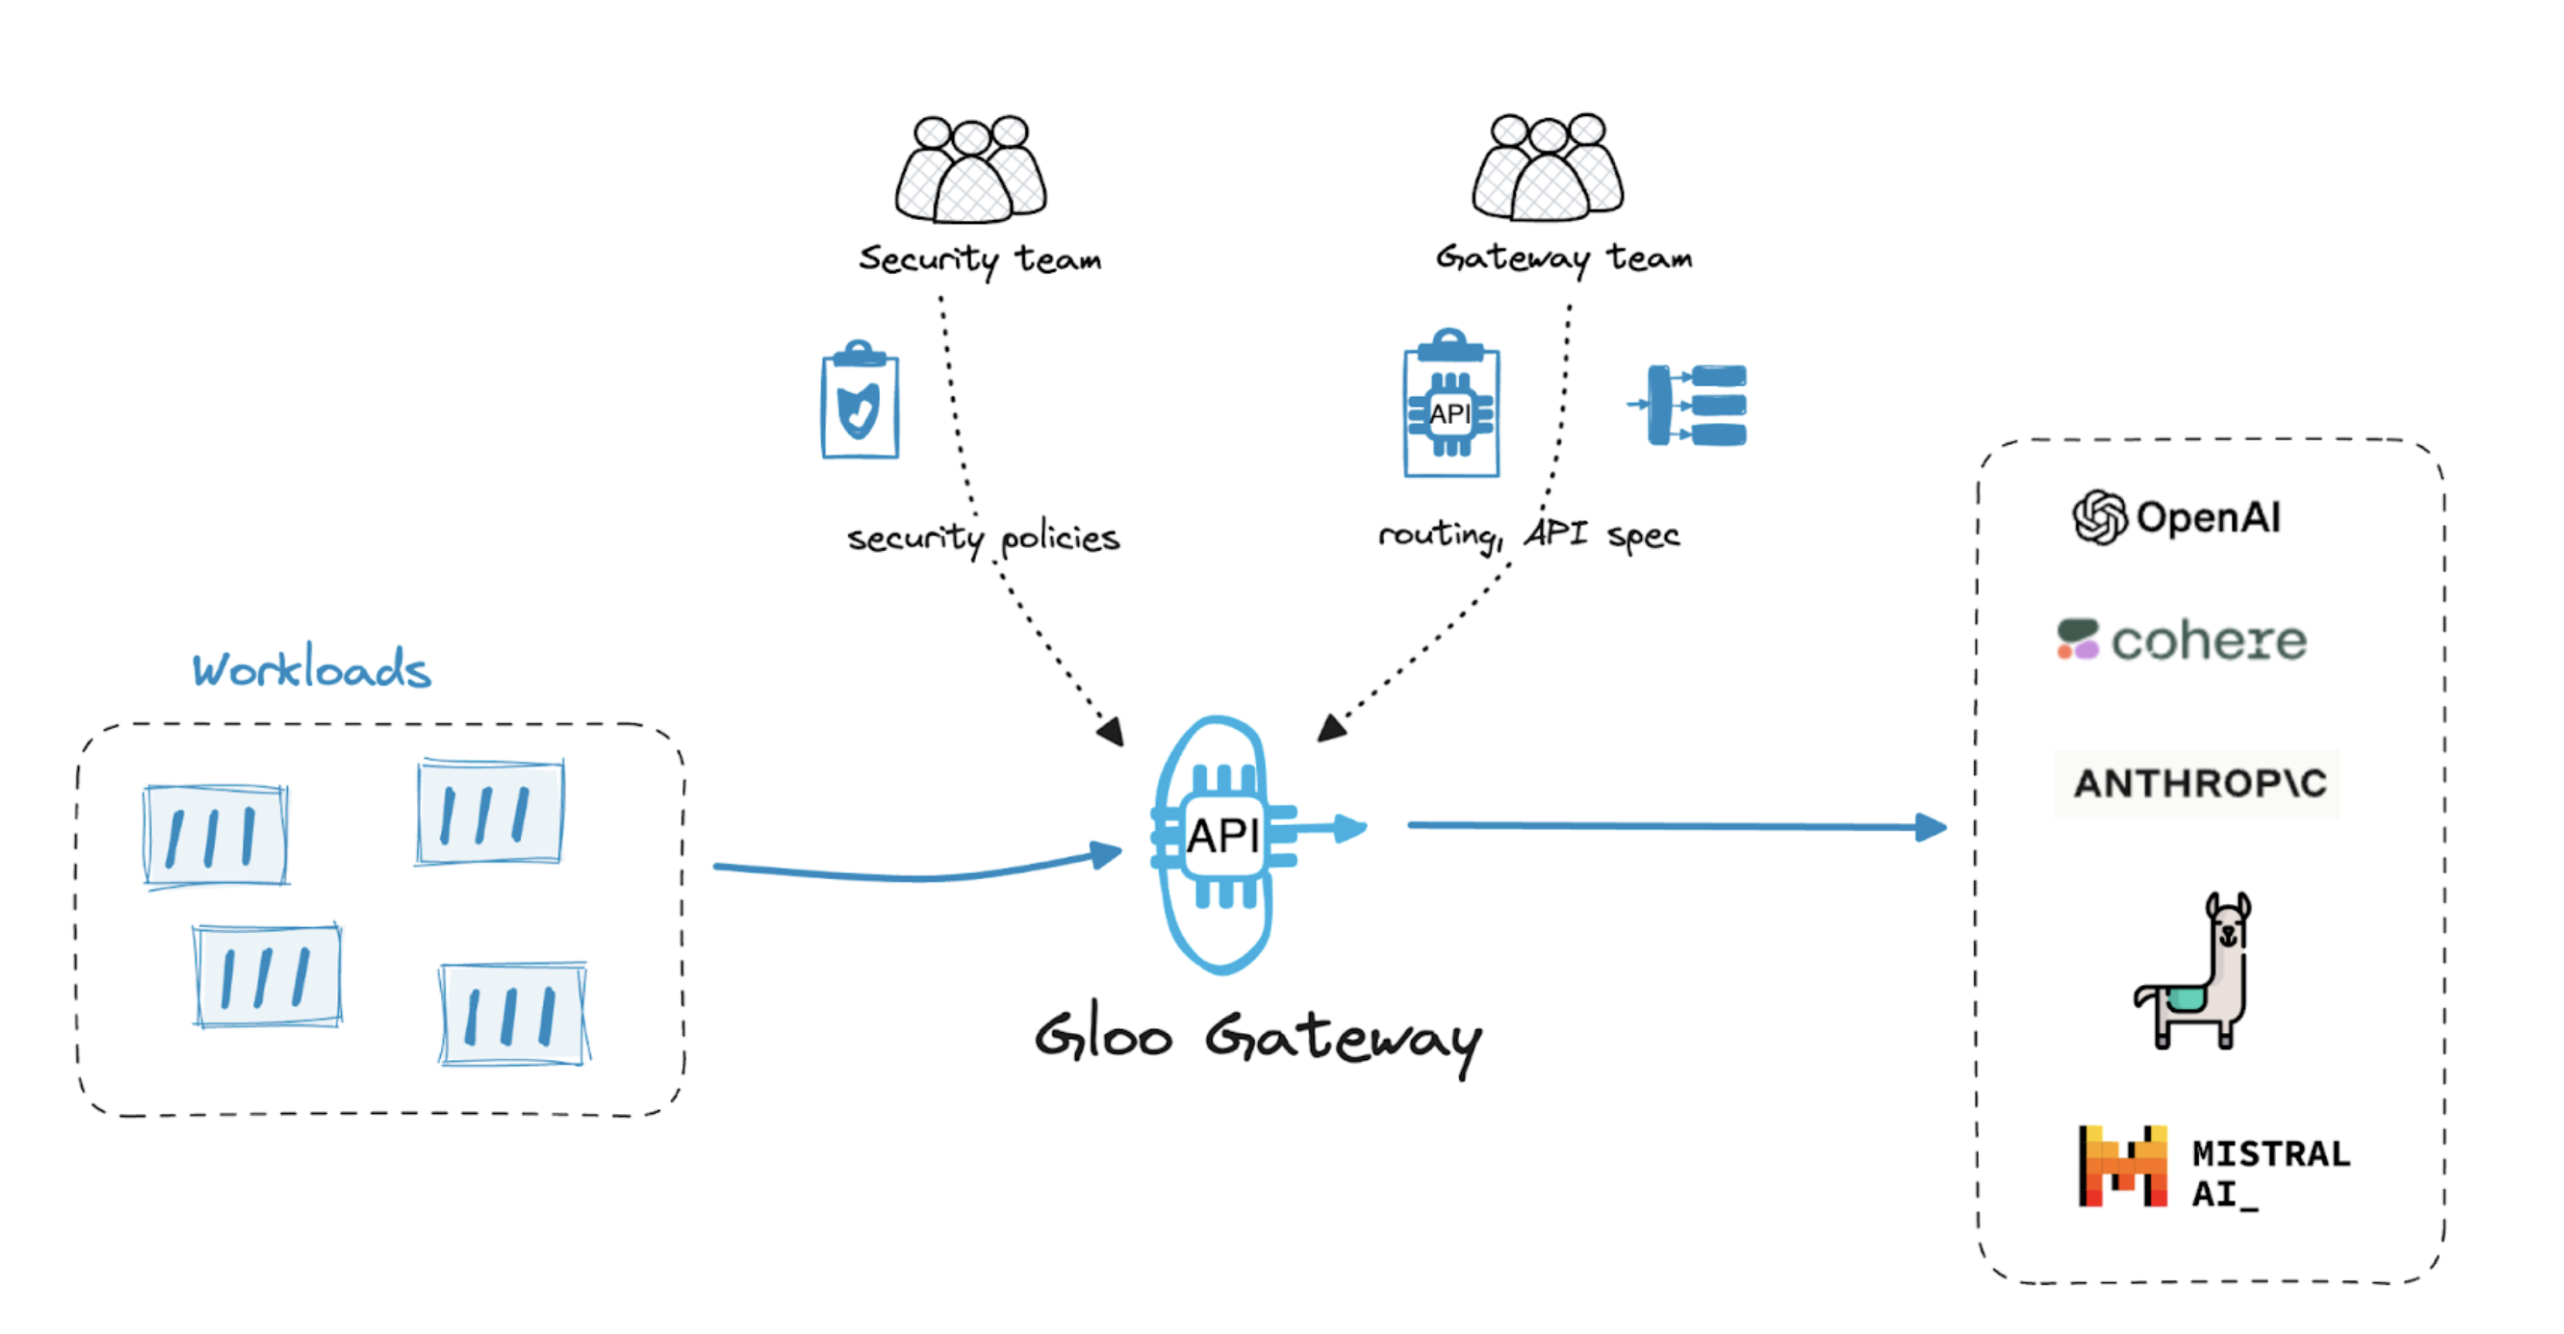 Security team
Gateway team
API
security policies
routing, API spec
Workloads
API
Gloo Gateway
OpenAI
cohere
ANTHROP\C
MISTRAL
AI_